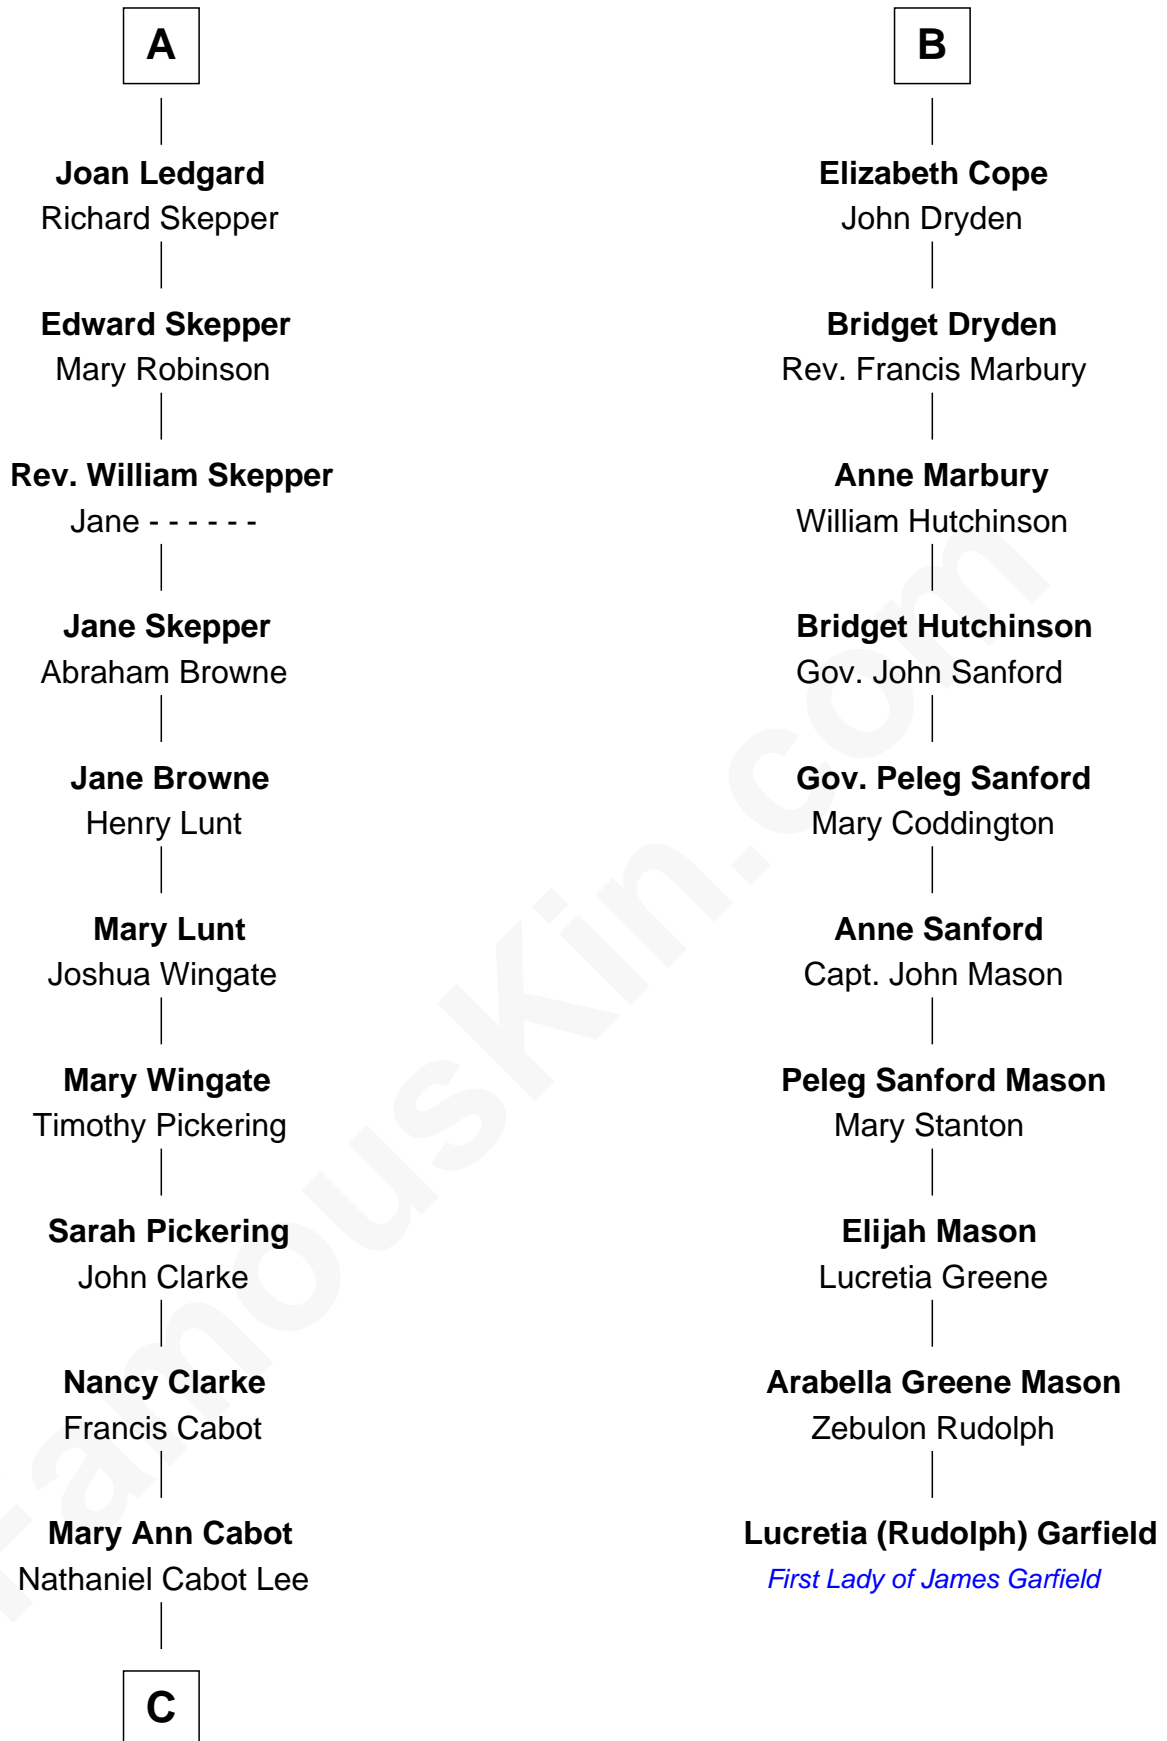 A
Joan Ledgard
Richard Skepper
Edward Skepper
Mary Robinson
Rev. William Skepper
Jane - - - - - -
Jane Skepper
Abraham Browne
Jane Browne
Henry Lunt
Mary Lunt
Joshua Wingate
Mary Wingate
Timothy Pickering
Sarah Pickering
John Clarke
Nancy Clarke
Francis Cabot
Mary Ann Cabot
Nathaniel Cabot Lee
C
B
Elizabeth Cope
John Dryden
Bridget Dryden
Rev. Francis Marbury
Anne Marbury
William Hutchinson
Bridget Hutchinson
Gov. John Sanford
Gov. Peleg Sanford
Mary Coddington
Anne Sanford
Capt. John Mason
Peleg Sanford Mason
Mary Stanton
Elijah Mason
Lucretia Greene
Arabella Greene Mason
Zebulon Rudolph
Lucretia (Rudolph) Garfield
First Lady of James Garfield
FamousKin.com